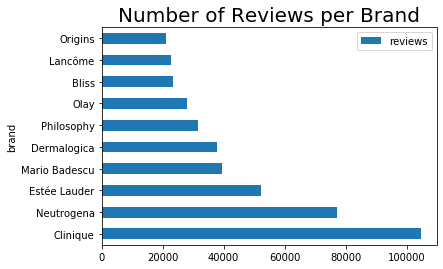 Number of Reviews per Brand
reviews
brand
Origins
Lancôme
Bliss
Olay
Philosophy
Dermalogica
Mario Badescu
Estée Lauder
Neutrogena
Clinique
0 20000 40000 60000 80000 100000